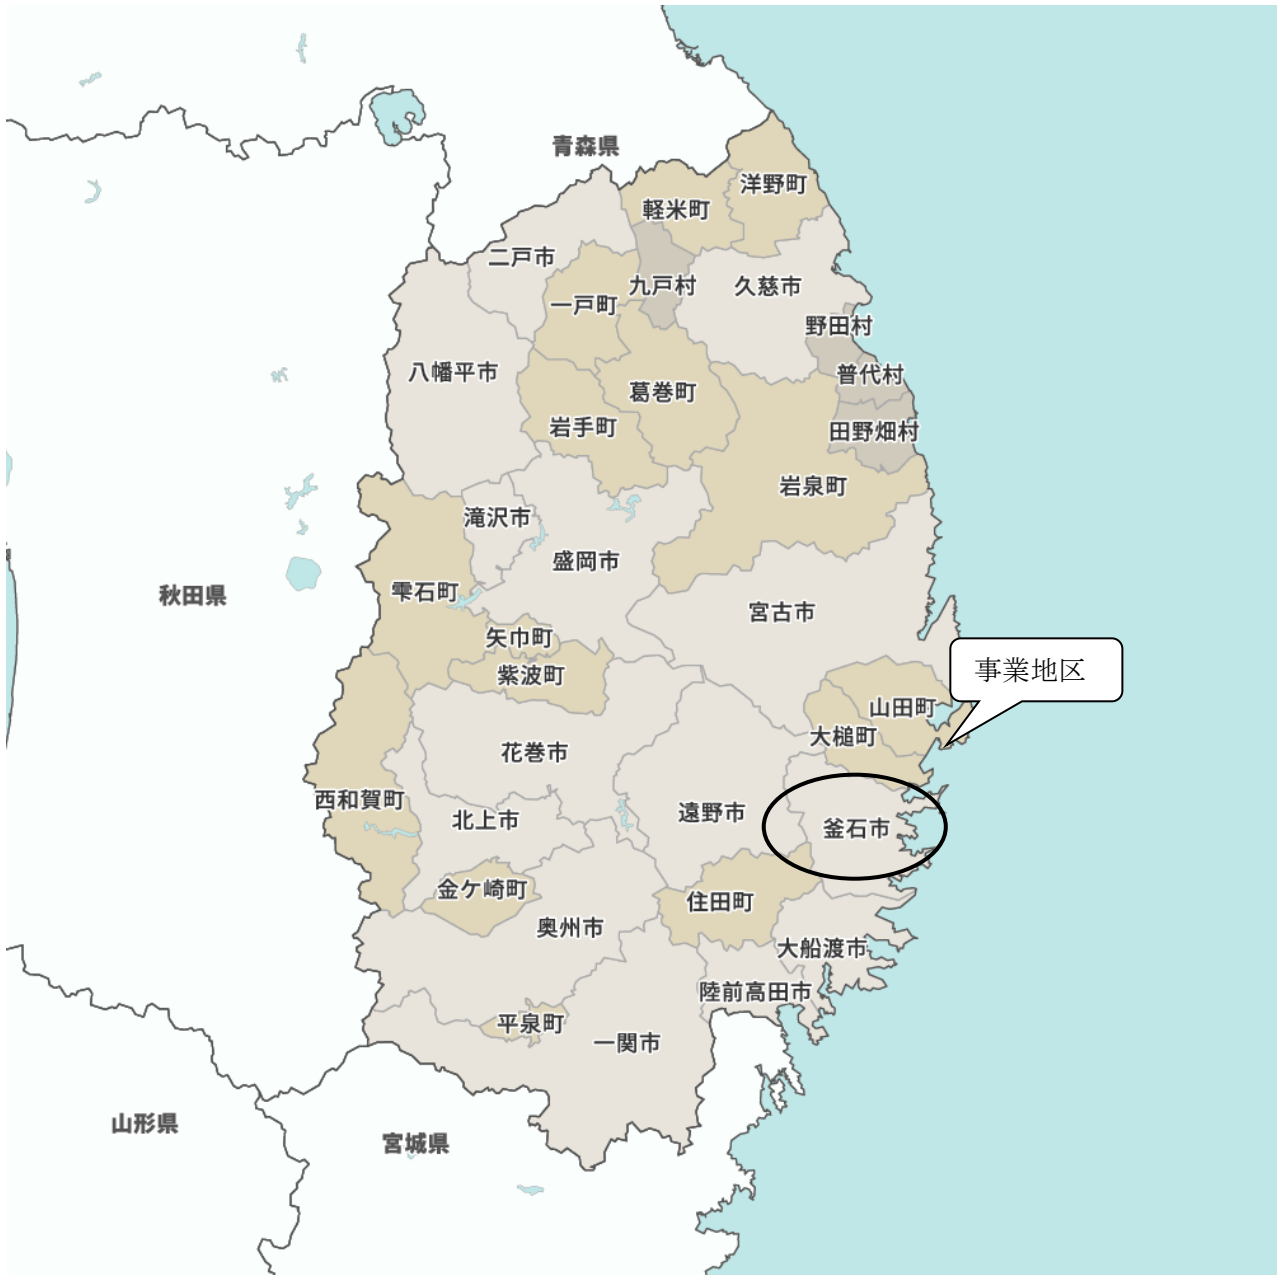 青森県
洋野町
軽米町
二戸市
九戸村
久慈市
一戸町
野田村
八幡平市
普代村
葛巻町
岩手町
田野畑村
岩泉町
滝沢市
盛岡市
雫石町
秋田県
宮古市
矢巾町
事業地区
紫波町
山田町
大槌町
花巻市
西和賀町
北上市
遠野市
釜石市
金ケ崎町
住田町
奥州市
大船渡市
陸前高田市
平泉町
一関市
山形県
宮城県